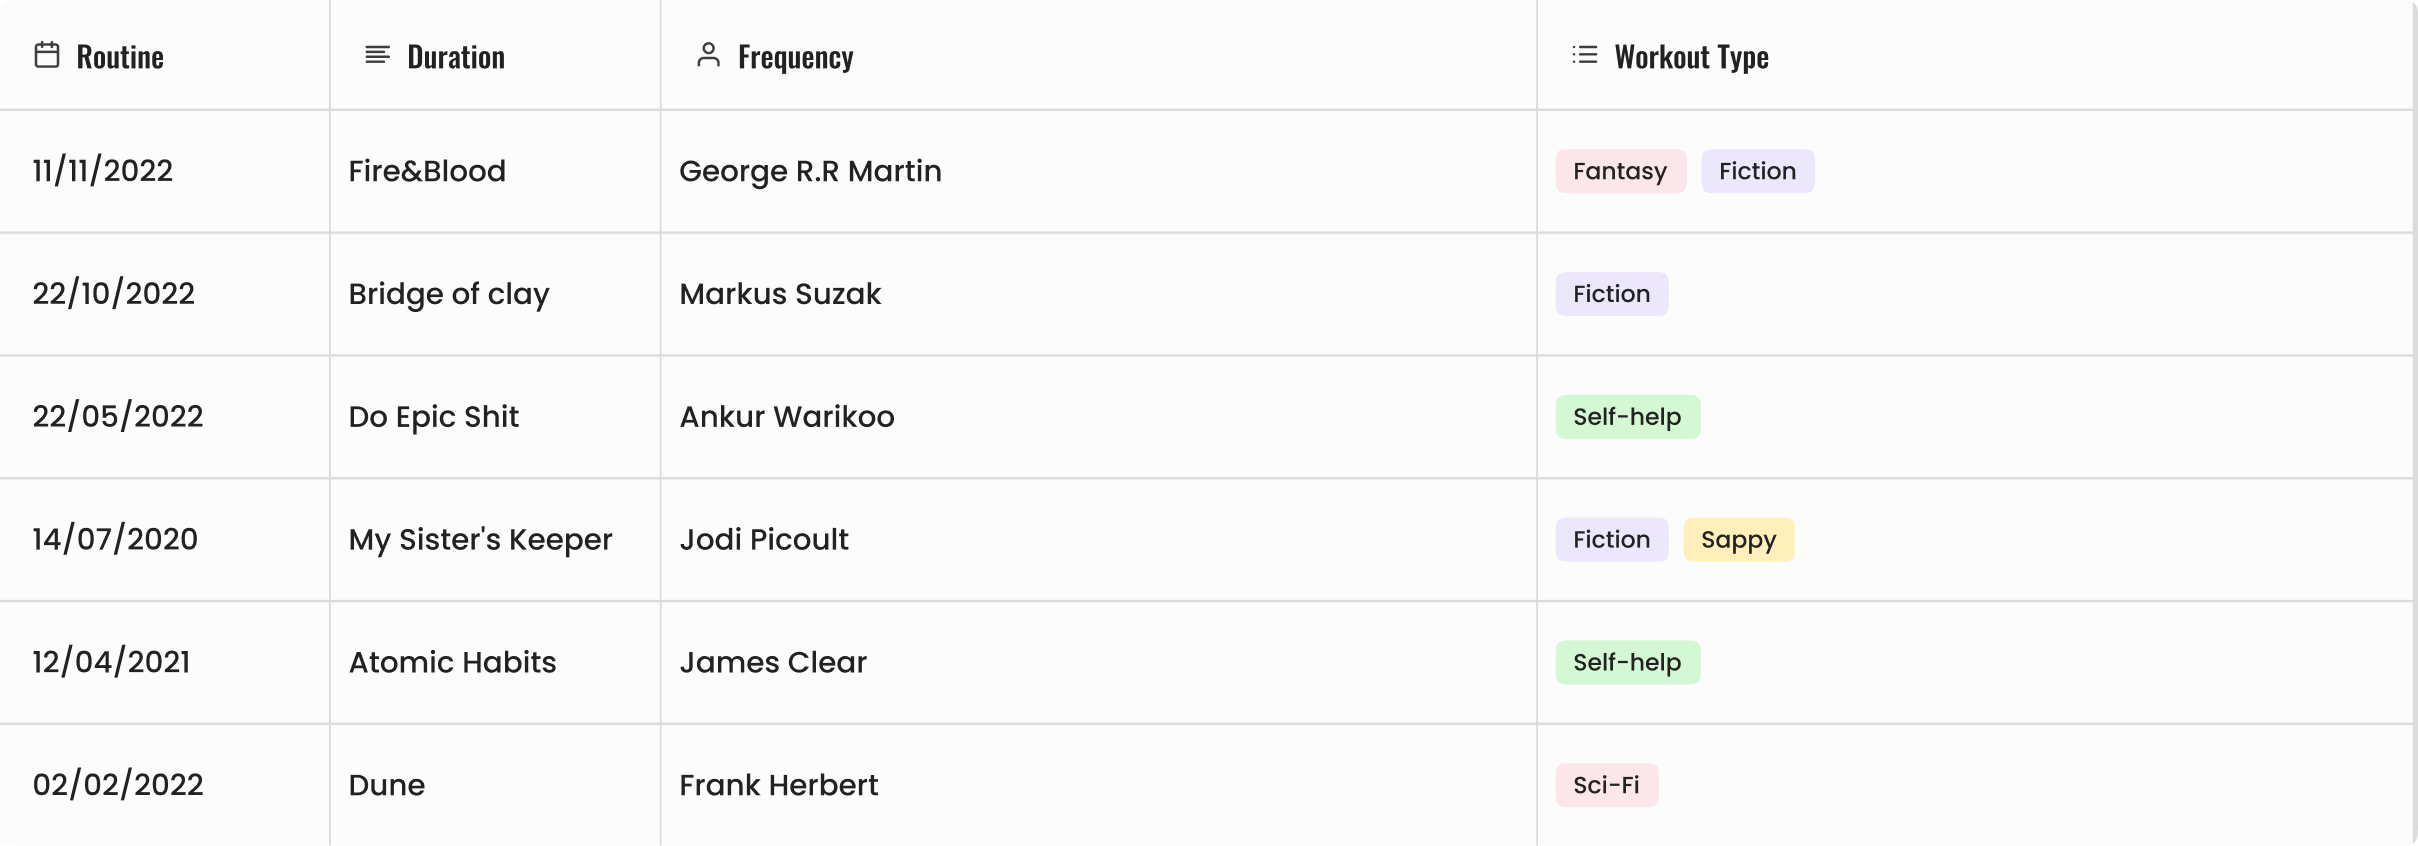 Routine Duration Frequency Workout Type
11/11/2022 Fire&Blood George R.R Martin Fantasy Fiction
22/10/2022 Bridge of clay Markus Suzak Fiction
22/05/2022 Do Epic Shit Ankur Warikoo Self-help
14/07/2020 My Sister's Keeper Jodi Picoult Fiction Sappy
12/04/2021 Atomic Habits James Clear Self-help
02/02/2022 Dune Frank Herbert Sci-Fi